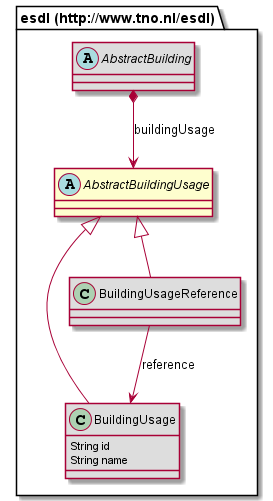 esdl (http://www.tno.nl/esdl)
A AbstractBuilding
buildingUsage
A AbstractBuildingUsage
C BuildingUsageReference
reference
C BuildingUsage
String id
String name